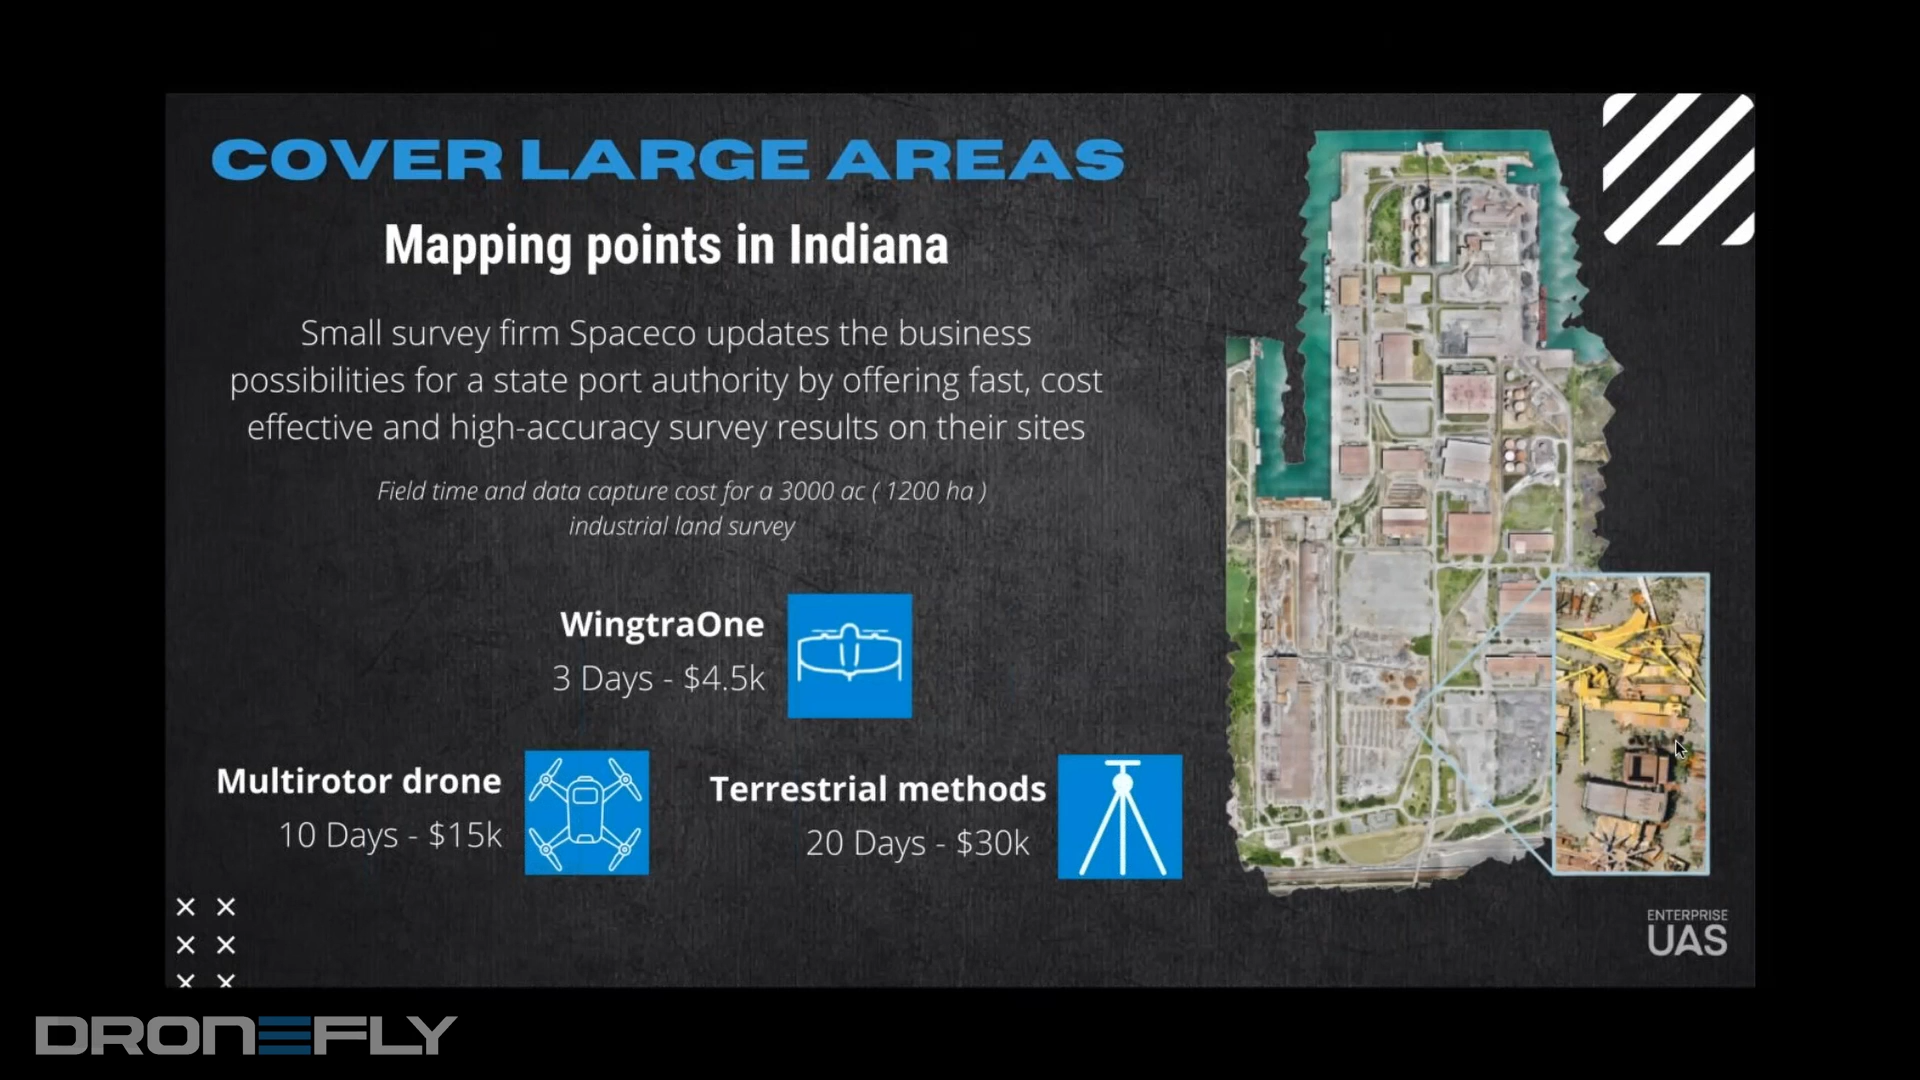 COVER LARGE AREAS
Mapping points in Indiana
Small survey firm Spaceco updates the business
possibilities for a state port authority by offering fast, cost
effective and high-accuracy survey results on their sites
Field time and data capture cost for a 3000 ac ( 1200 ha )
industrial land survey
WingtraOne
3 Days - $4.5k
Multirotor drone
10 Days - $15k
Terrestrial methods
20 Days - $30k
ENTERPRISE
UAS
DRONEFLY